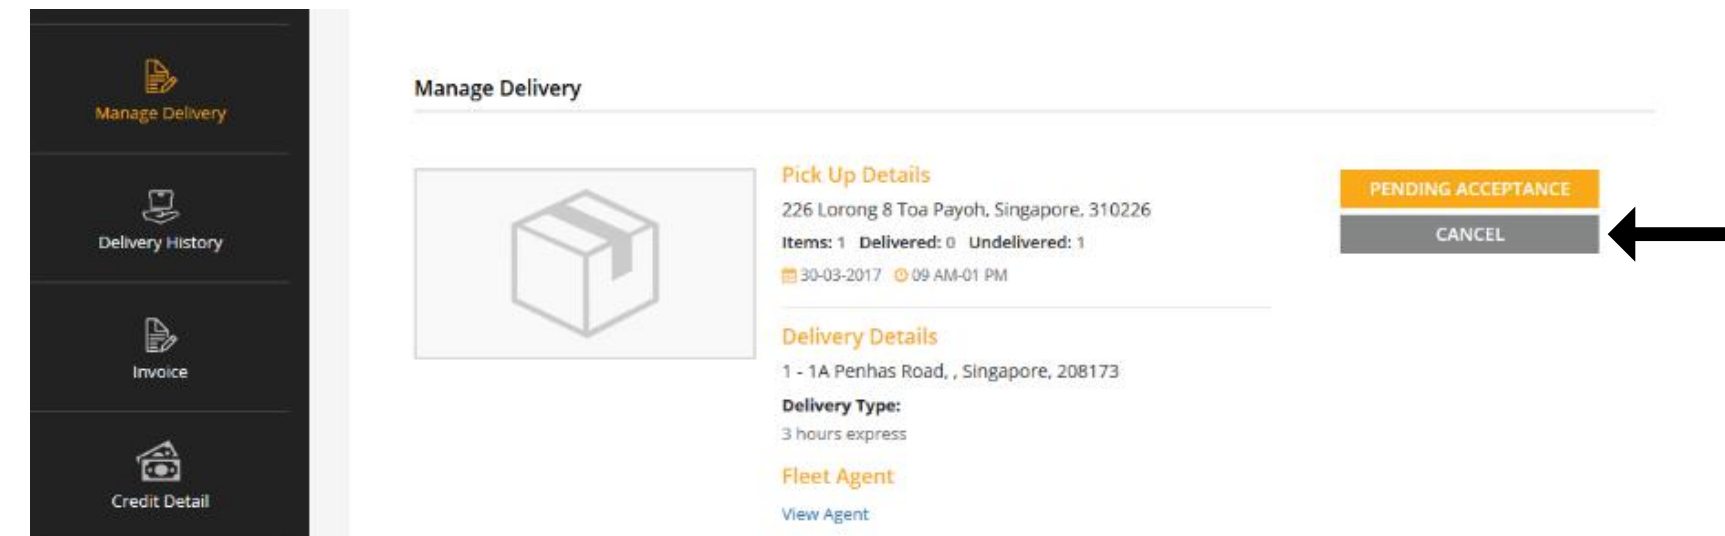 Manage Delivery
Delivery History
Invoice
Credit Detail
Manage Delivery
Pick Up Details
226 Lorong 8 Toa Payoh, Singapore, 310226
Items: 1 Delivered: 0 Undelivered: 1
30-03-2017 09 AM-01 PM
Delivery Details
1 - 1A Penhas Road, , Singapore, 208173
Delivery Type:
3 hours express
Fleet Agent
View Agent
PENDING ACCEPTANCE
CANCEL